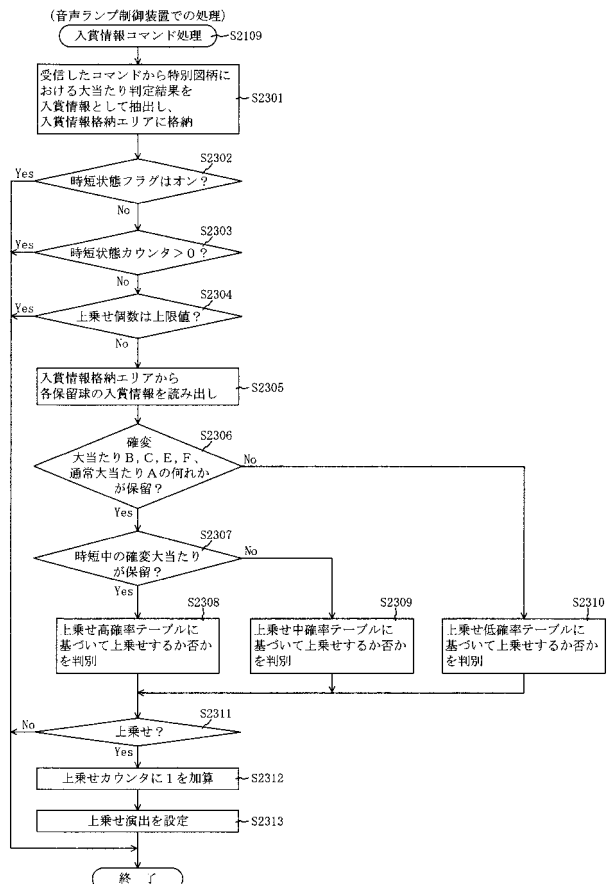 (音声ランプ制御装置での処理)
入賞情報コマンド処理
S2109
受信したコマンドから特別図柄に
おける大当たり判定結果を
入賞情報として抽出し、
入賞情報格納エリアに格納
S2301
S2302
Yes
時短状態フラグはオン?
No
S2303
Yes
時短状態カウンタ>0?
No
S2304
Yes
上乗せ個数は上限値?
No
入賞情報格納エリアから
各保留球の入賞情報を読み出し
S2305
S2306
確変
大当たりB,C,E,F、
通常大当たりAの何れか
が保留?
No
Yes
S2307
時短中の確変大当たり
が保留?
No
Yes
S2308
S2309
S2310
上乗せ高確率テーブルに
基づいて上乗せするか否か
を判別
上乗せ中確率テーブルに
基づいて上乗せするか否か
を判別
上乗せ低確率テーブルに
基づいて上乗せするか否か
を判別
S2311
No
上乗せ?
Yes
上乗せカウンタに1を加算
S2312
上乗せ演出を設定
S2313
終 了